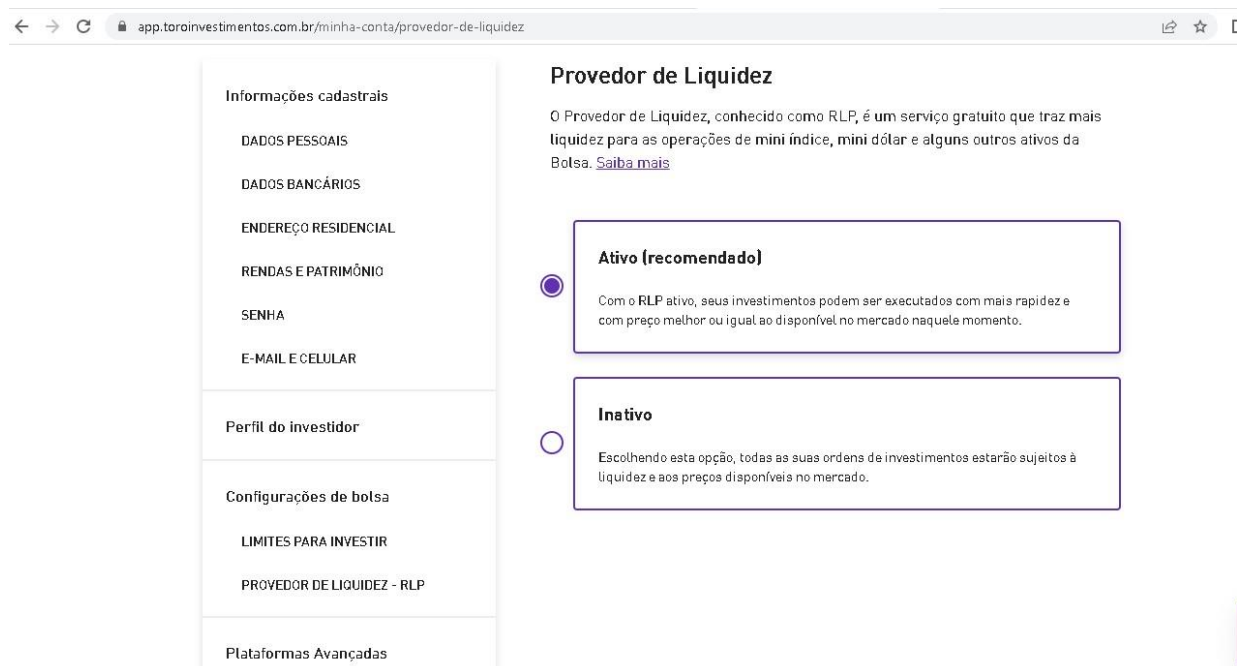 app.toroinvestimentos.com.br/minha-conta/provedor-de-liquidez
Informações cadastrais
DADOS PESSOAIS
DADOS BANCÁRIOS
ENDEREÇO RESIDENCIAL
RENDAS E PATRIMÔNIO
SENHA
E-MAIL E CELULAR
Perfil do investidor
Configurações de bolsa
LIMITES PARA INVESTIR
PROVEDOR DE LIQUIDEZ - RLP
Plataformas Avançadas
Provedor de Liquidez
O Provedor de Liquidez, conhecido como RLP, é um serviço gratuito que traz mais
liquidez para as operações de mini índice, mini dólar e alguns outros ativos da
Bolsa. Saiba mais
Ativo (recomendado)
Com o RLP ativo, seus investimentos podem ser executados com mais rapidez e
com preço melhor ou igual ao disponível no mercado naquele momento.
Inativo
Escolhendo esta opção, todas as suas ordens de investimentos estarão sujeitos à
liquidez e aos preços disponíveis no mercado.